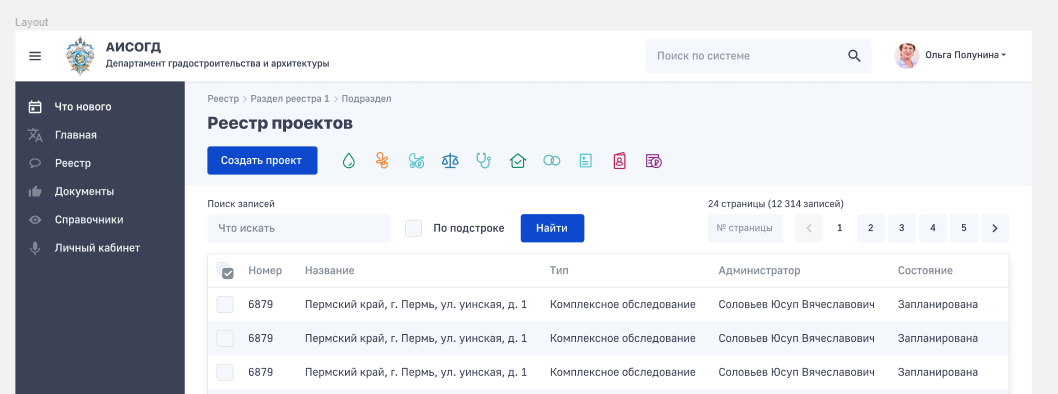 Layout
АИСОГД
Департамент градостроительства и архитектуры
Поиск по системе
Ольга Полунина
Что нового
Главная
Реестр
Документы
Справочники
Личный кабинет
Реестр > Раздел реестра 1 > Подраздел
Реестр проектов
Создать проект
Поиск записей
Что искать
По подстроке
Найти
24 страницы (12 314 записей)
№ страницы < 1 2 3 4 5 >
Номер Название Тип Администратор Состояние
6879 Пермский край, г. Пермь, ул. уинская, д. 1 Комплексное обследование Соловьев Юсуп Вячеславович Запланирована
6879 Пермский край, г. Пермь, ул. уинская, д. 1 Комплексное обследование Соловьев Юсуп Вячеславович Запланирована
6879 Пермский край, г. Пермь, ул. уинская, д. 1 Комплексное обследование Соловьев Юсуп Вячеславович Запланирована